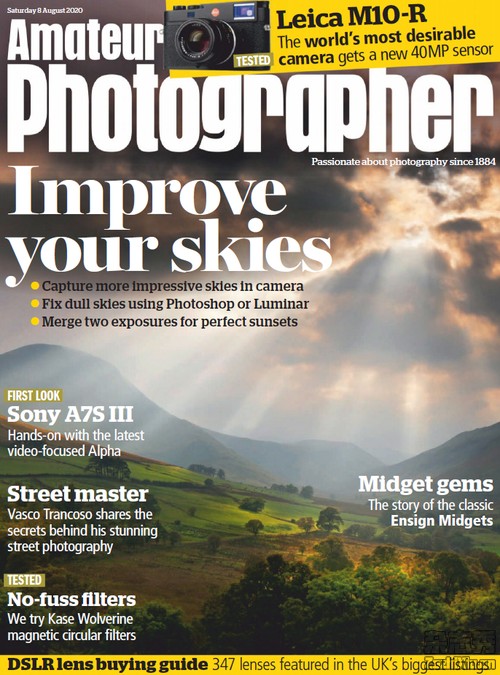 Saturday 8 August 2020
Amateur
Photographer
TESTED
Leica M10-R
The world's most desirable
camera gets a new 40MP sensor
Passionate about photography since 1884
Improve
your skies
Capture more impressive skies in camera
Fix dull skies using Photoshop or Luminar
Merge two exposures for perfect sunsets
FIRST LOOK
Sony A7S III
Hands-on with the latest
video-focused Alpha
Street master
Vasco Trancoso shares the
secrets behind his stunning
street photography
TESTED
No-fuss filters
We try Kase Wolverine
magnetic circular filters
Midget gems
The story of the classic
Ensign Midgets
DSLR lens buying guide 347 lenses featured in the UK's biggest listings